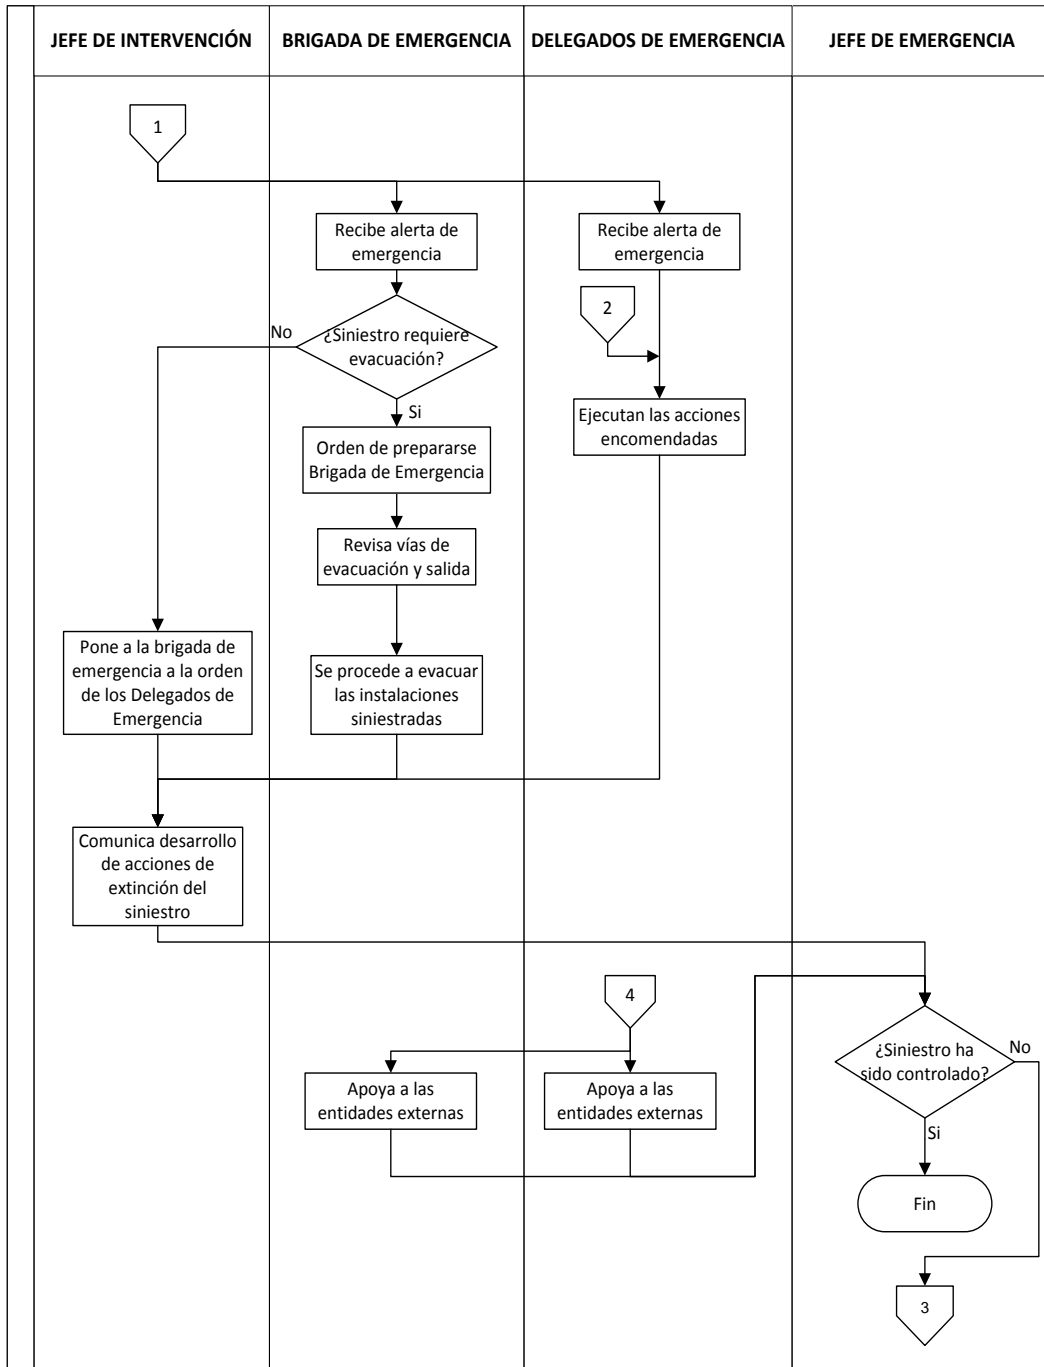 JEFE DE INTERVENCIÓN
BRIGADA DE EMERGENCIA
DELEGADOS DE EMERGENCIA
JEFE DE EMERGENCIA
1
Recibe alerta de
emergencia
Recibe alerta de
emergencia
2
No
¿Siniestro requiere
evacuación?
Si
Ejecutan las acciones
encomendadas
Orden de prepararse
Brigada de Emergencia
Revisa vías de
evacuación y salida
Pone a la brigada de
emergencia a la orden
de los Delegados de
Emergencia
Se procede a evacuar
las instalaciones
siniestradas
Comunica desarrollo
de acciones de
extinción del
siniestro
4
¿Siniestro ha
sido controlado?
No
Apoya a las
entidades externas
Apoya a las
entidades externas
Si
Fin
3